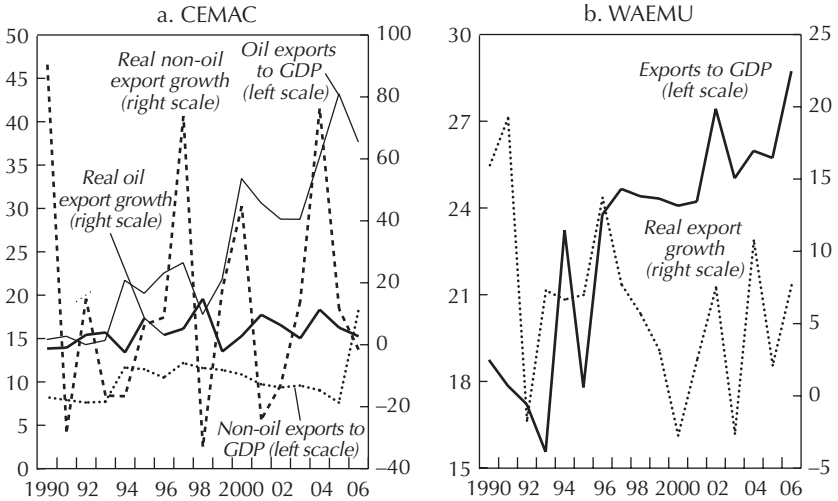 a. CEMAC
50
45
40
35
30
25
20
15
10
5
0
100
80
60
40
20
0
–20
–40
Real non-oil
export growth
(right scale)
Oil exports
to GDP
(left scale)
Real oil
export growth
(right scale)
Non-oil exports to
GDP (left scacle)
1990 92 94 96 98 2000 02 04 06
b. WAEMU
30
27
24
21
18
15
25
20
15
10
5
0
–5
Exports to GDP
(left scale)
Real export
growth
(right scale)
1990 92 94 96 98 2000 02 04 06